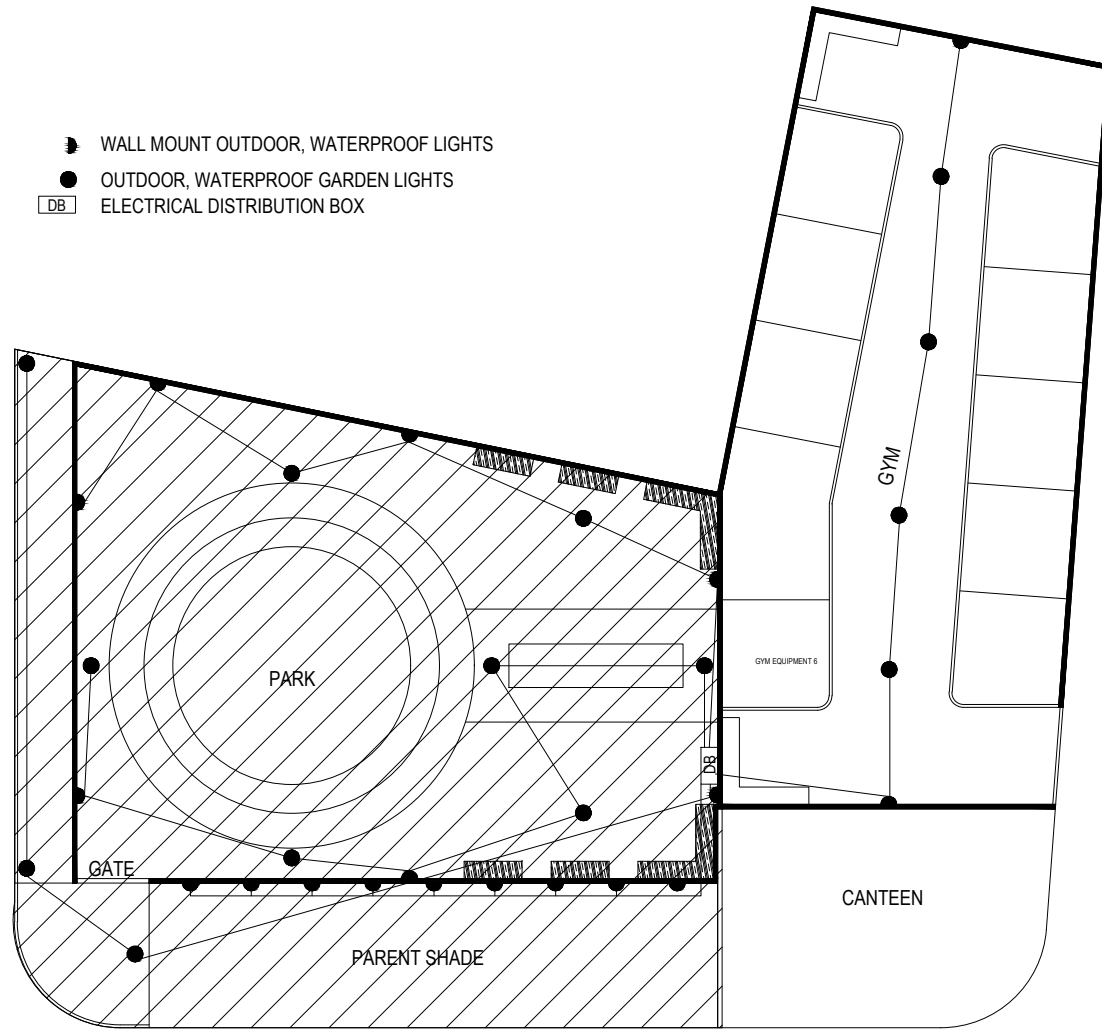 WALL MOUNT OUTDOOR, WATERPROOF LIGHTS
OUTDOOR, WATERPROOF GARDEN LIGHTS
DB ELECTRICAL DISTRIBUTION BOX
GYM
GYM EQUIPMENT 6
PARK
DB
GATE
CANTEEN
PARENT SHADE